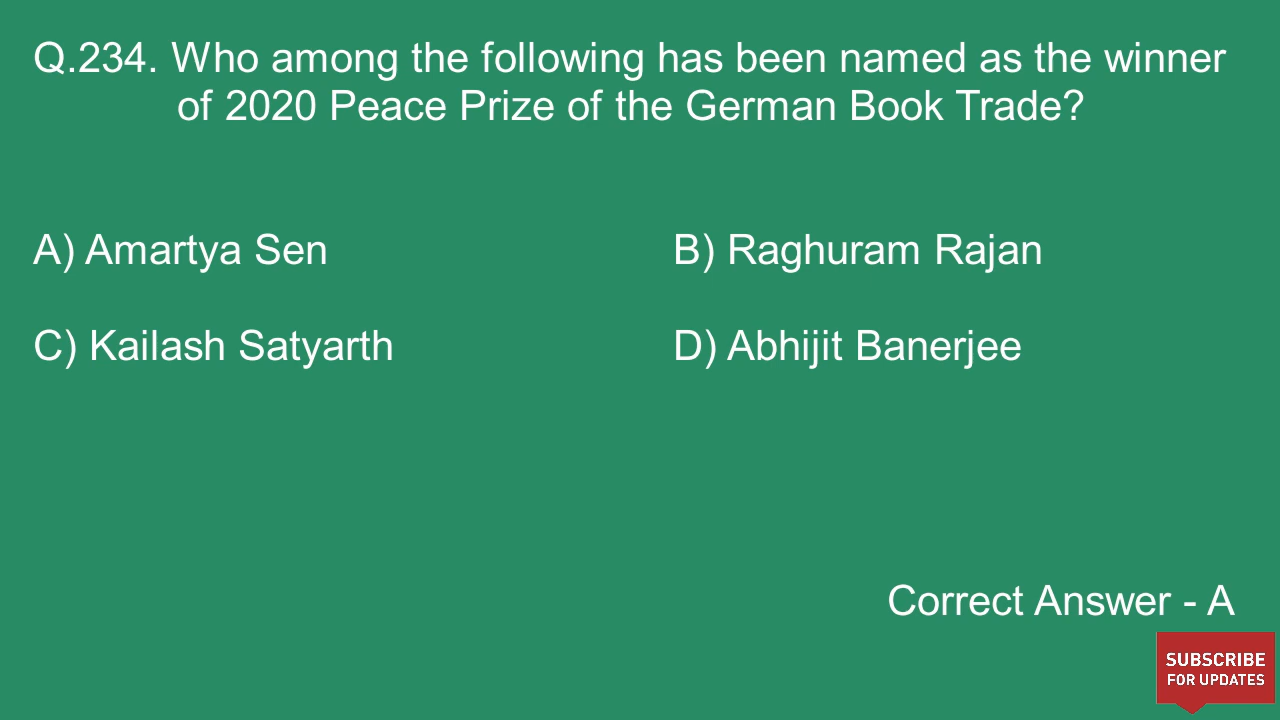 Q.234. Who among the following has been named as the winner
of 2020 Peace Prize of the German Book Trade?
A) Amartya Sen
B) Raghuram Rajan
C) Kailash Satyarth
D) Abhijit Banerjee
Correct Answer - A
SUBSCRIBE
FOR UPDATES